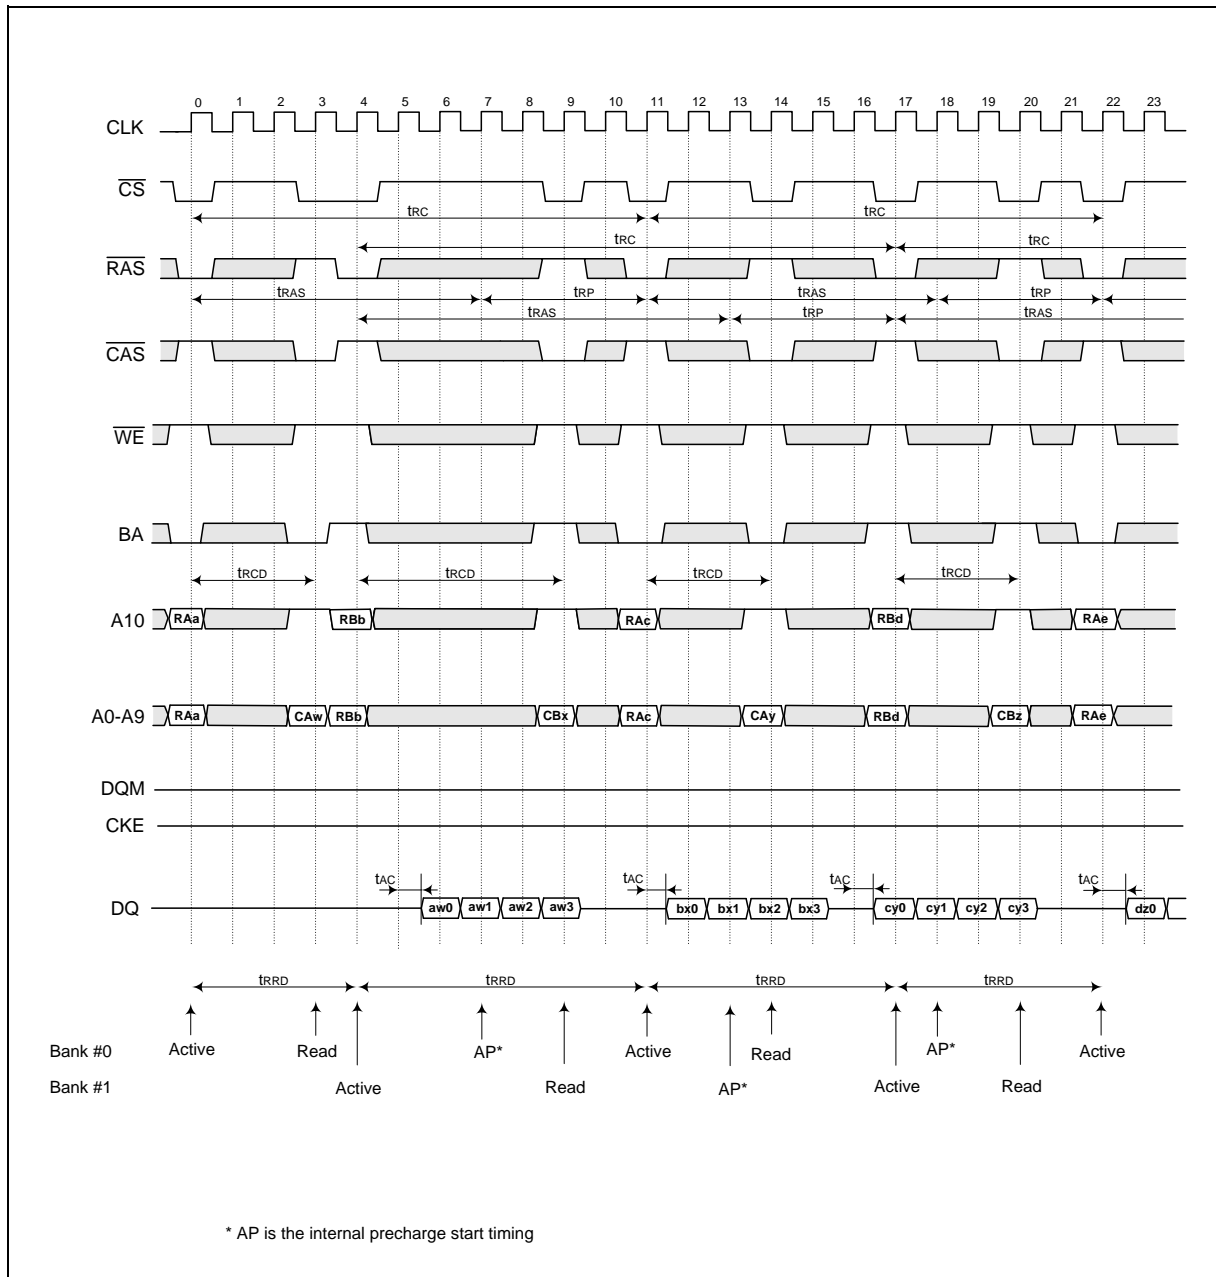 0 1 2 3 4 5 6 7 8 9 10 11 12 13 14 15 16 17 18 19 20 21 22 23
CLK
CS
tRC tRC
tRC tRC
RAS
tRAS tRP tRAS tRP
tRAS tRP tRAS
CAS
WE
BA
tRCD tRCD tRCD tRCD
A10 RAa RBb RAc RBd RAe
A0-A9 RAa CAw RBb CBx RAc CAy RBd CBz RAe
DQM
CKE
tAC tAC tAC tAC
DQ aw0 aw1 aw2 aw3 bx0 bx1 bx2 bx3 cy0 cy1 cy2 cy3 dz0
tRRD tRRD tRRD tRRD tRRD
Bank #0 Active Read AP* Active Read AP* Active
Bank #1 Active Read AP* Active Read
* AP is the internal precharge start timing